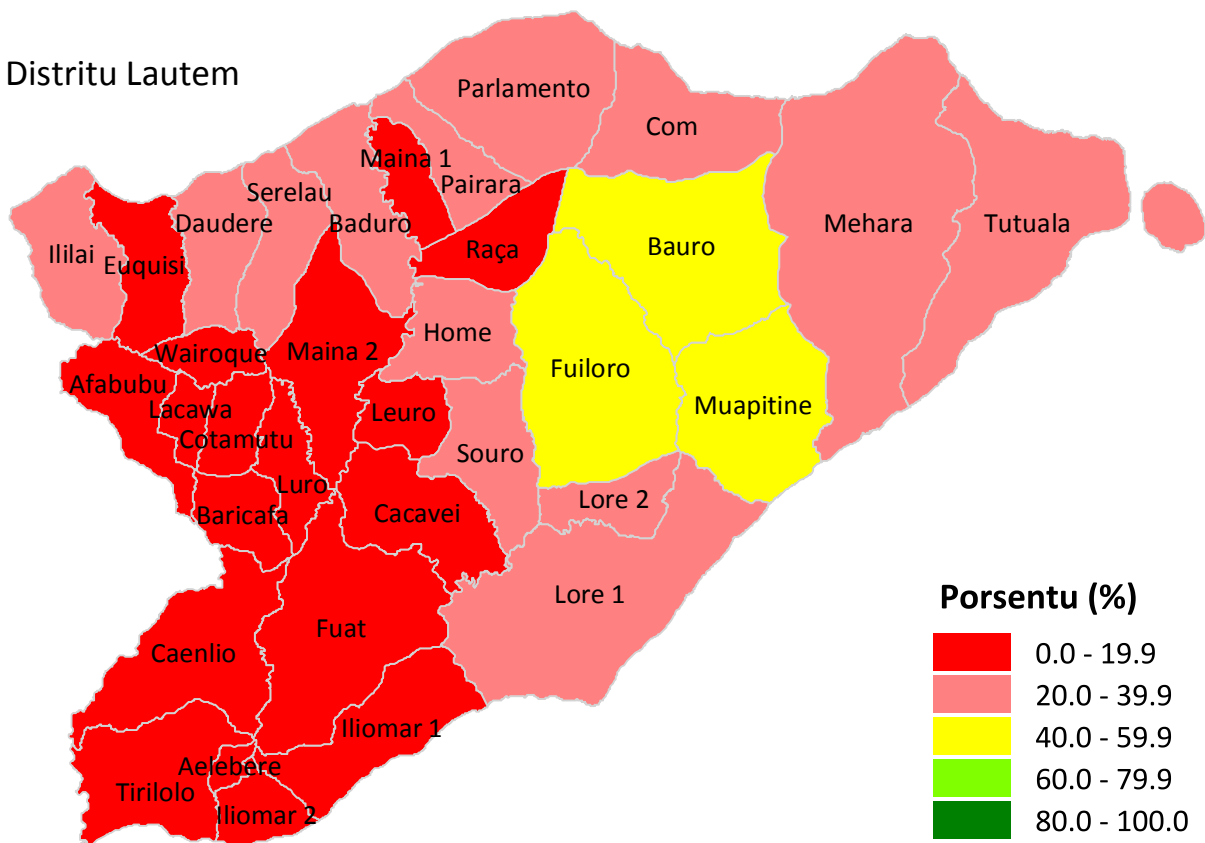 Distritu Lautem
Parlamento
Com
Maina 1
Pairara
Serelau
Daudere
Baduro
Mehara
Tutuala
Ililai
Euquisi
Raça
Bauro
Home
Wairoque
Maina 2
Fuiloro
Afabubu
Lacawa
Leuro
Muapitine
Cotamutu
Souro
Luro
Lore 2
Baricafa
Cacavei
Lore 1
Fuat
Caenlio
Iliomar 1
Aelebere
Tirilolo
Iliomar 2
Porsentu (%)
0.0 - 19.9
20.0 - 39.9
40.0 - 59.9
60.0 - 79.9
80.0 - 100.0